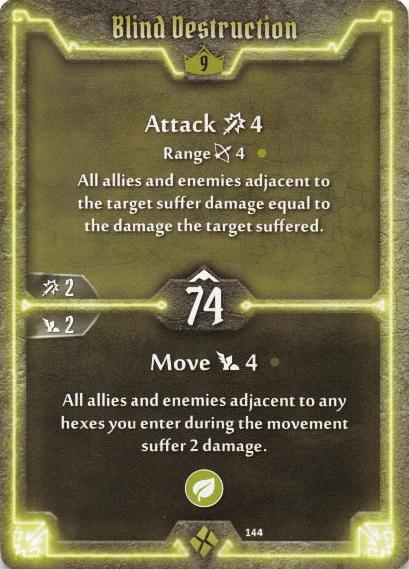 Blind Destruction
9
Attack 4
Range 4
All allies and enemies adjacent to
the target suffer damage equal to
the damage the target suffered.
2
74
2
Move 4
All allies and enemies adjacent to any
hexes you enter during the movement
suffer 2 damage.
144